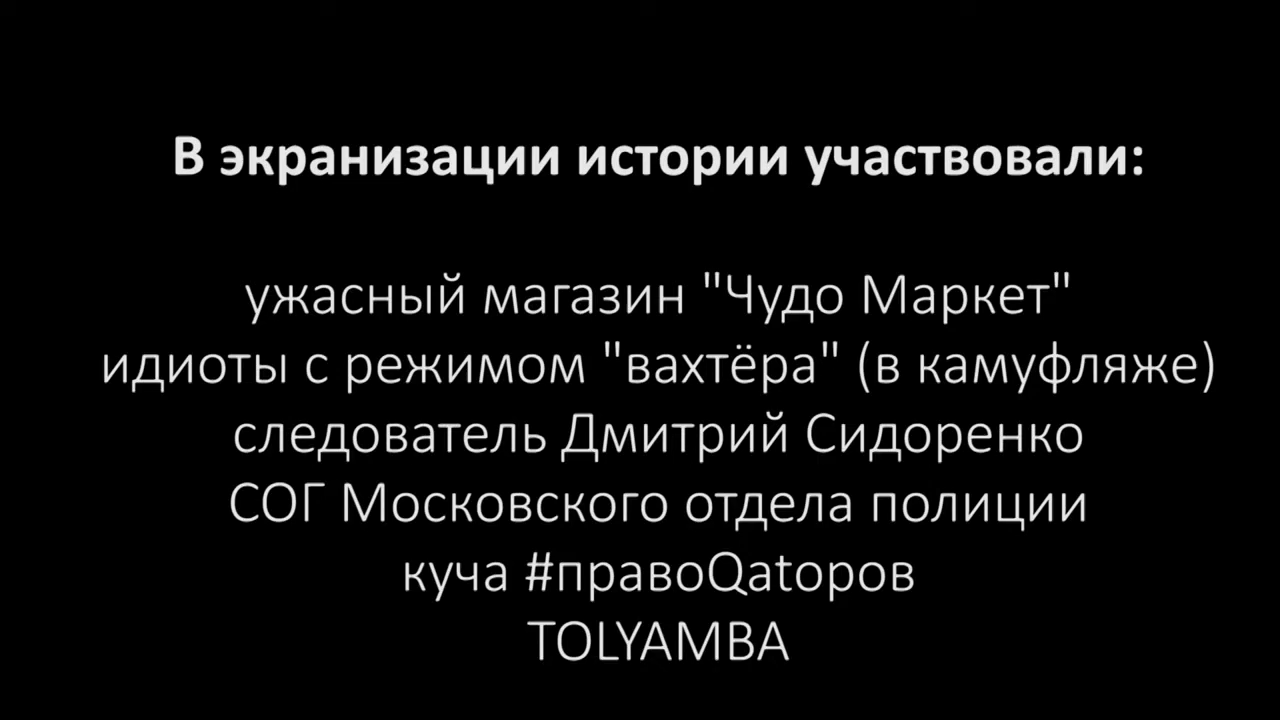 В экранизации истории участвовали:
ужасный магазин "Чудо Маркет"
идиоты с режимом "вахтёра" (в камуфляже)
следователь Дмитрий Сидоренко
СОГ Московского отдела полиции
куча #правоQatоров
TOLYAMBA